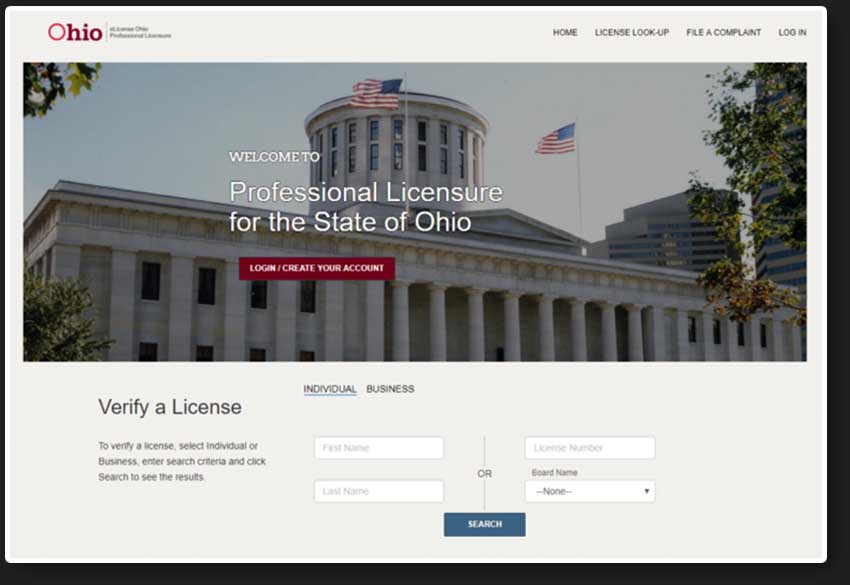 Ohio
eLicense Ohio
Professional Licensure
HOME LICENSE LOOK-UP FILE A COMPLAINT LOG IN
WELCOME TO
Professional Licensure
for the State of Ohio
LOGIN / CREATE YOUR ACCOUNT
INDIVIDUAL BUSINESS
Verify a License
To verify a license, select Individual or
Business, enter search criteria and click
Search to see the results.
First Name
Last Name
OR
License Number
Board Name
--None--
SEARCH